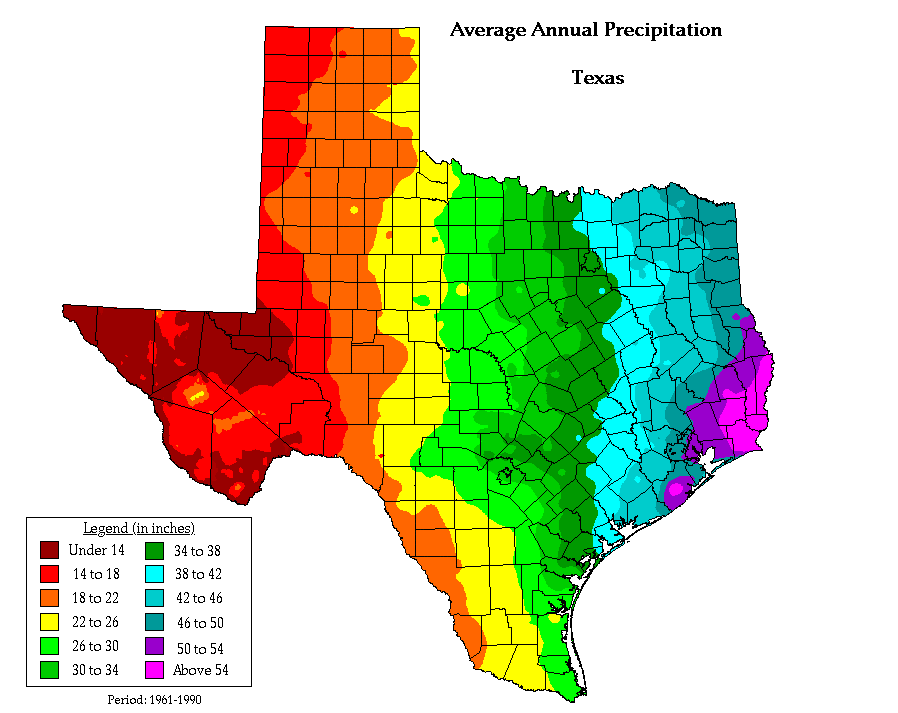 Average Annual Precipitation
Texas
Legend (in inches)
Under 14
14 to 18
18 to 22
22 to 26
26 to 30
30 to 34
34 to 38
38 to 42
42 to 46
46 to 50
50 to 54
Above 54
Period: 1961-1990